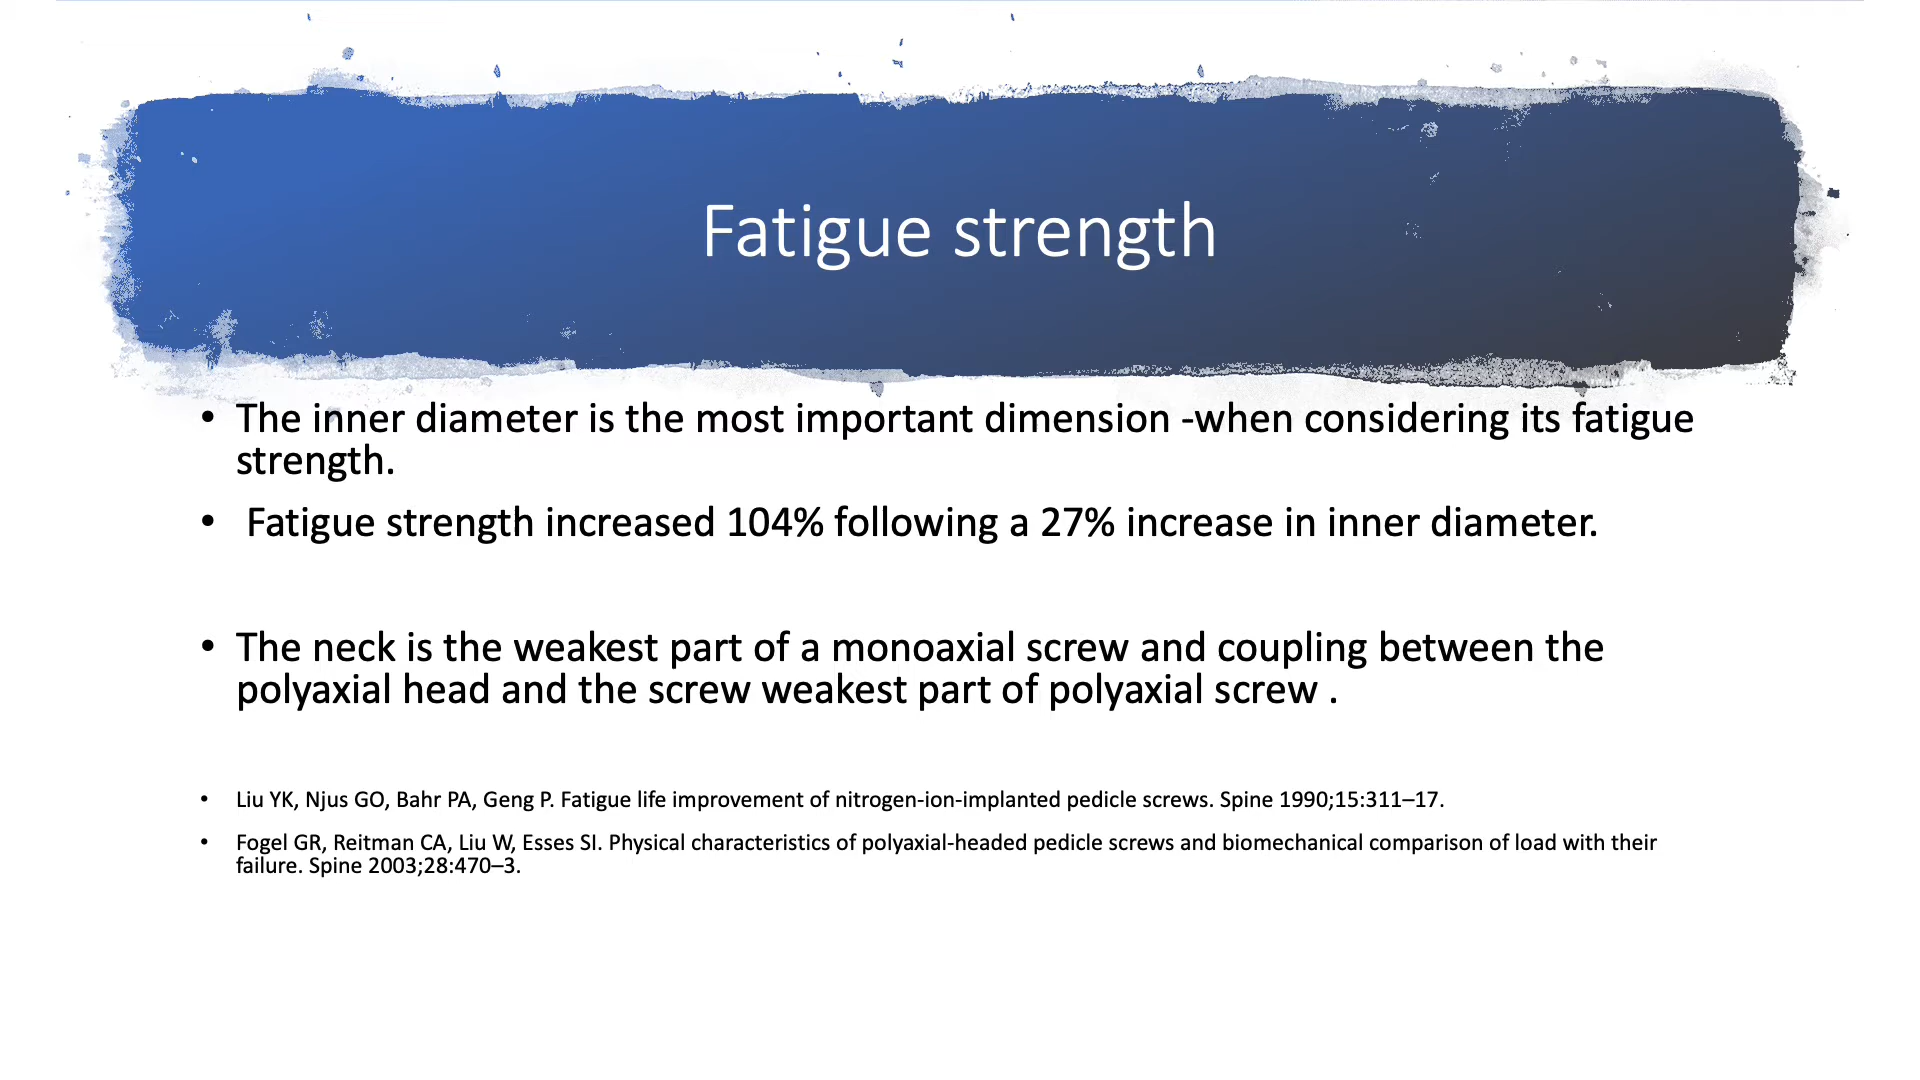 Fatigue strength
• The inner diameter is the most important dimension -when considering its fatigue
strength.
• Fatigue strength increased 104% following a 27% increase in inner diameter.
• The neck is the weakest part of a monoaxial screw and coupling between the
polyaxial head and the screw weakest part of polyaxial screw .
• Liu YK, Njus GO, Bahr PA, Geng P. Fatigue life improvement of nitrogen-ion-implanted pedicle screws. Spine 1990;15:311–17.
• Fogel GR, Reitman CA, Liu W, Esses SI. Physical characteristics of polyaxial-headed pedicle screws and biomechanical comparison of load with their
failure. Spine 2003;28:470–3.